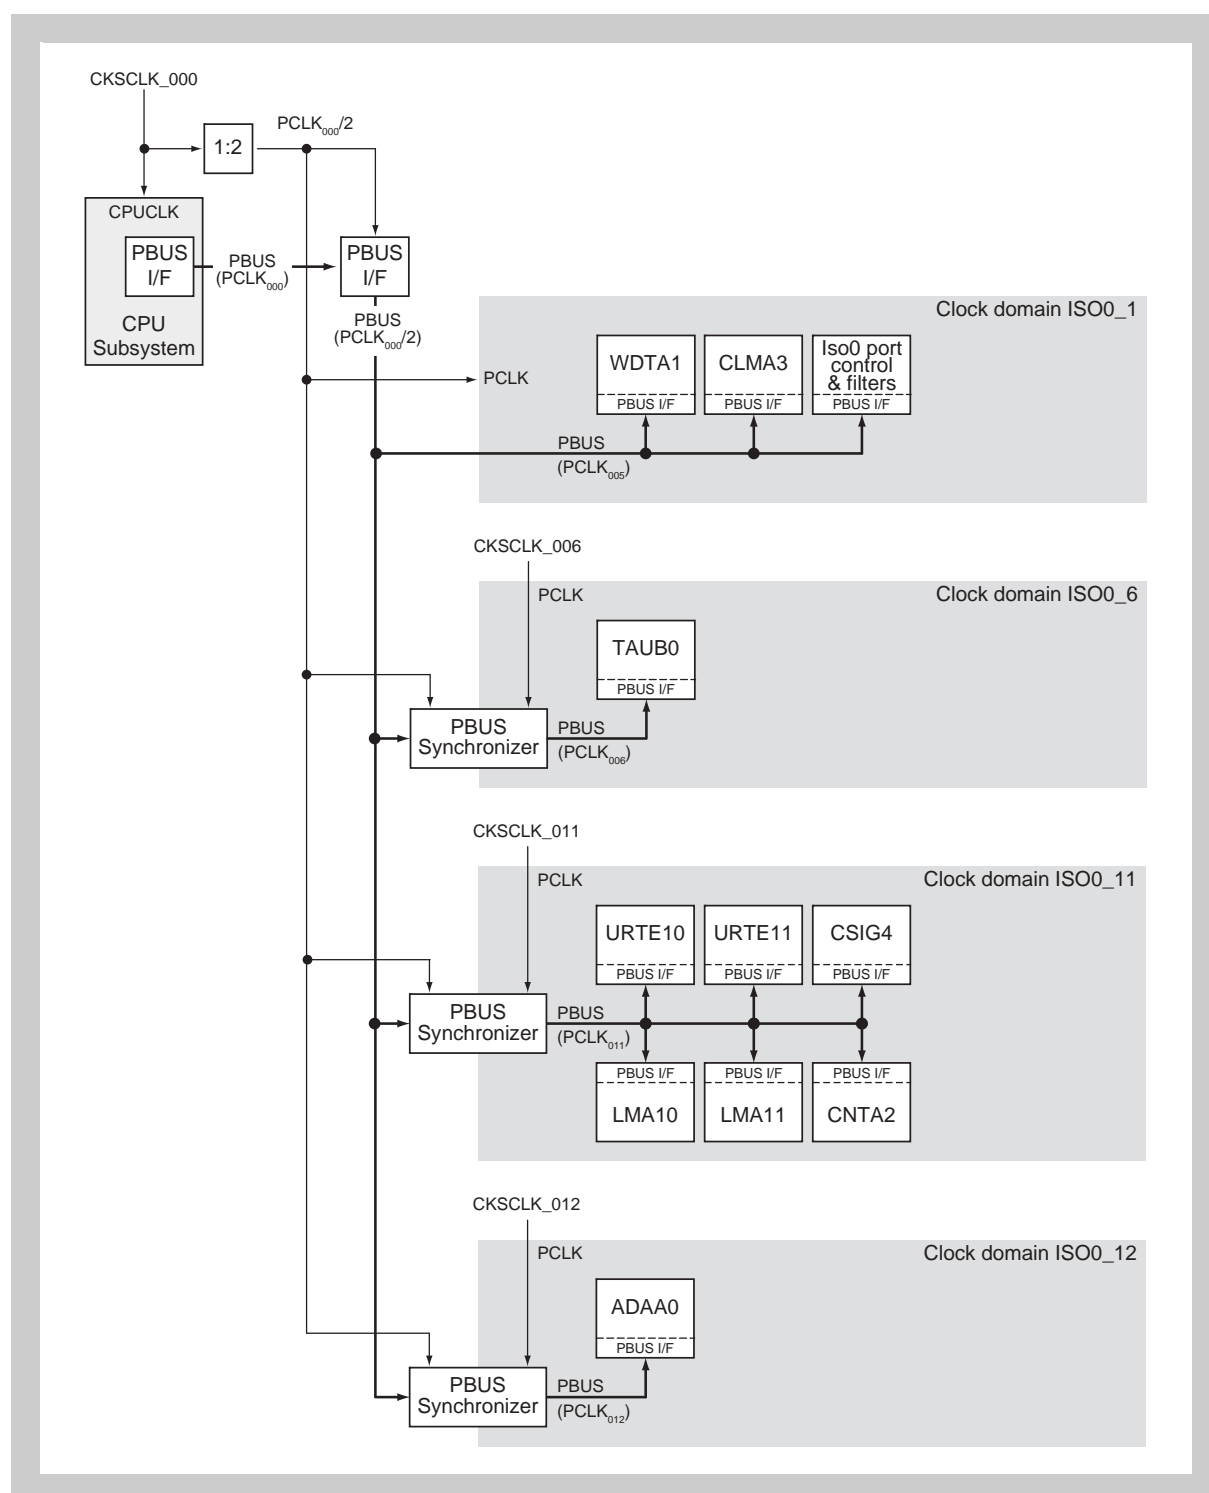 CKSCLK_000
PCLK000/2
1:2
CPUCLK
PBUS
I/F
CPU
Subsystem
PBUS
(PCLK000)
PBUS
I/F
PBUS
(PCLK000/2)
Clock domain ISO0_1
PCLK
WDTA1
PBUS I/F
CLMA3
PBUS I/F
Iso0 port
control
& filters
PBUS I/F
PBUS
(PCLK005)
CKSCLK_006
PCLK
Clock domain ISO0_6
TAUB0
PBUS I/F
PBUS
Synchronizer
PBUS
(PCLK006)
CKSCLK_011
PCLK
Clock domain ISO0_11
URTE10
PBUS I/F
URTE11
PBUS I/F
CSIG4
PBUS I/F
PBUS
Synchronizer
PBUS
(PCLK011)
PBUS I/F
LMA10
PBUS I/F
LMA11
PBUS I/F
CNTA2
CKSCLK_012
PCLK
Clock domain ISO0_12
ADAA0
PBUS I/F
PBUS
Synchronizer
PBUS
(PCLK012)